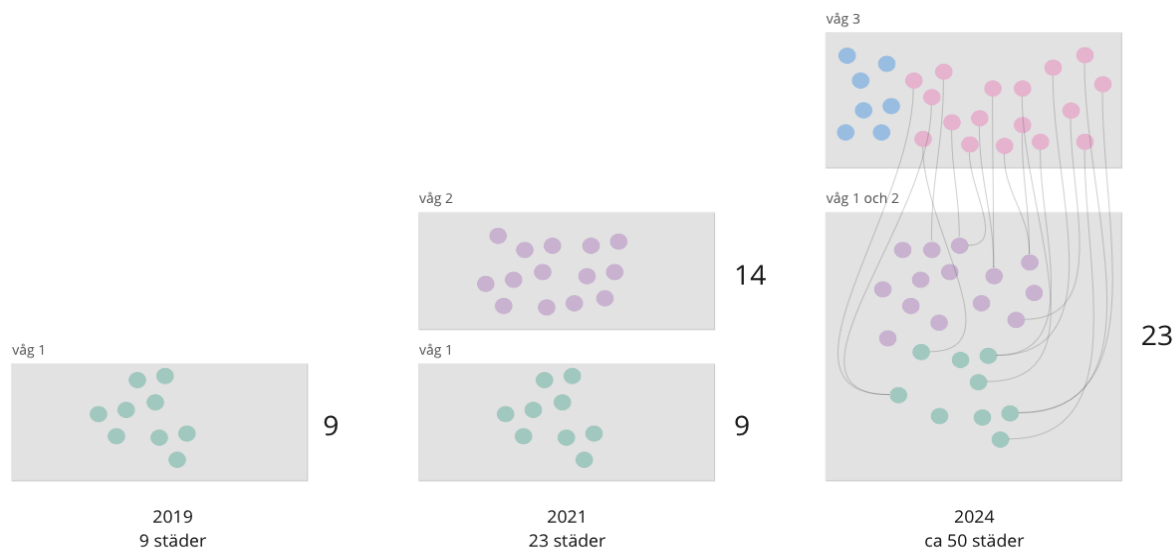 våg 3
våg 2
våg 1 och 2
14
23
våg 1
våg 1
9
9
2019
9 städer
2021
23 städer
2024
ca 50 städer